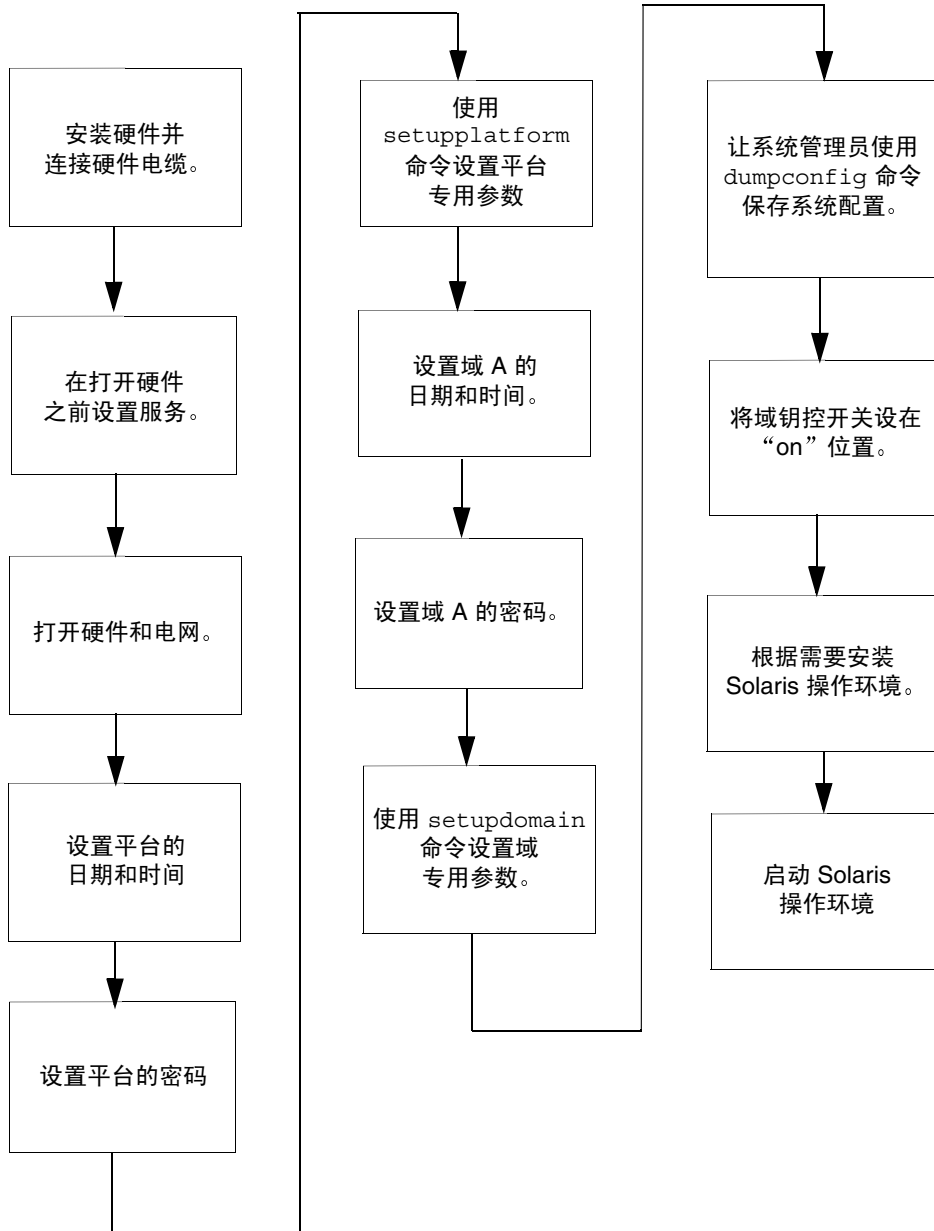 安装硬件并
连接硬件电缆。
在打开硬件
之前设置服务。
打开硬件和电网。
设置平台的
日期和时间
设置平台的密码
使用
setupplatform
命令设置平台
专用参数
设置域 A 的
日期和时间。
设置域 A 的密码。
使用 setupdomain
命令设置域
专用参数。
让系统管理员使用
dumpconfig 命令
保存系统配置。
将域钥控开关设在
“on”位置。
根据需要安装
Solaris 操作环境。
启动 Solaris
操作环境